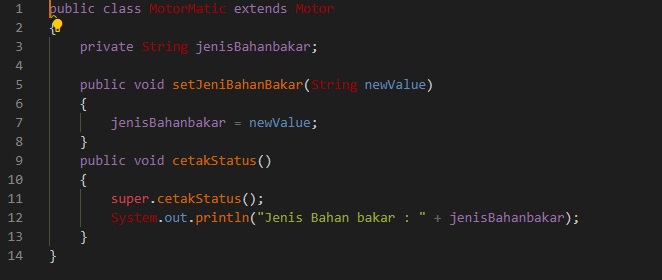 1 public class MotorMatic extends Motor
2 {
3 private String jenisBahanbakar;
4
5 public void setJeniBahanBakar(String newValue)
6 {
7 jenisBahanbakar = newValue;
8 }
9 public void cetakStatus()
10 {
11 super.cetakStatus();
12 System.out.println("Jenis Bahan bakar : " + jenisBahanbakar);
13 }
14 }